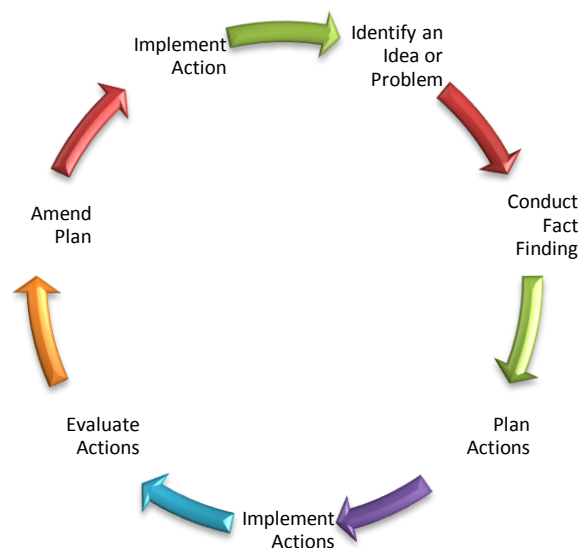 Implement
Action
Identify an
Idea or
Problem
Conduct
Fact
Finding
Plan
Actions
Implement
Actions
Evaluate
Actions
Amend
Plan